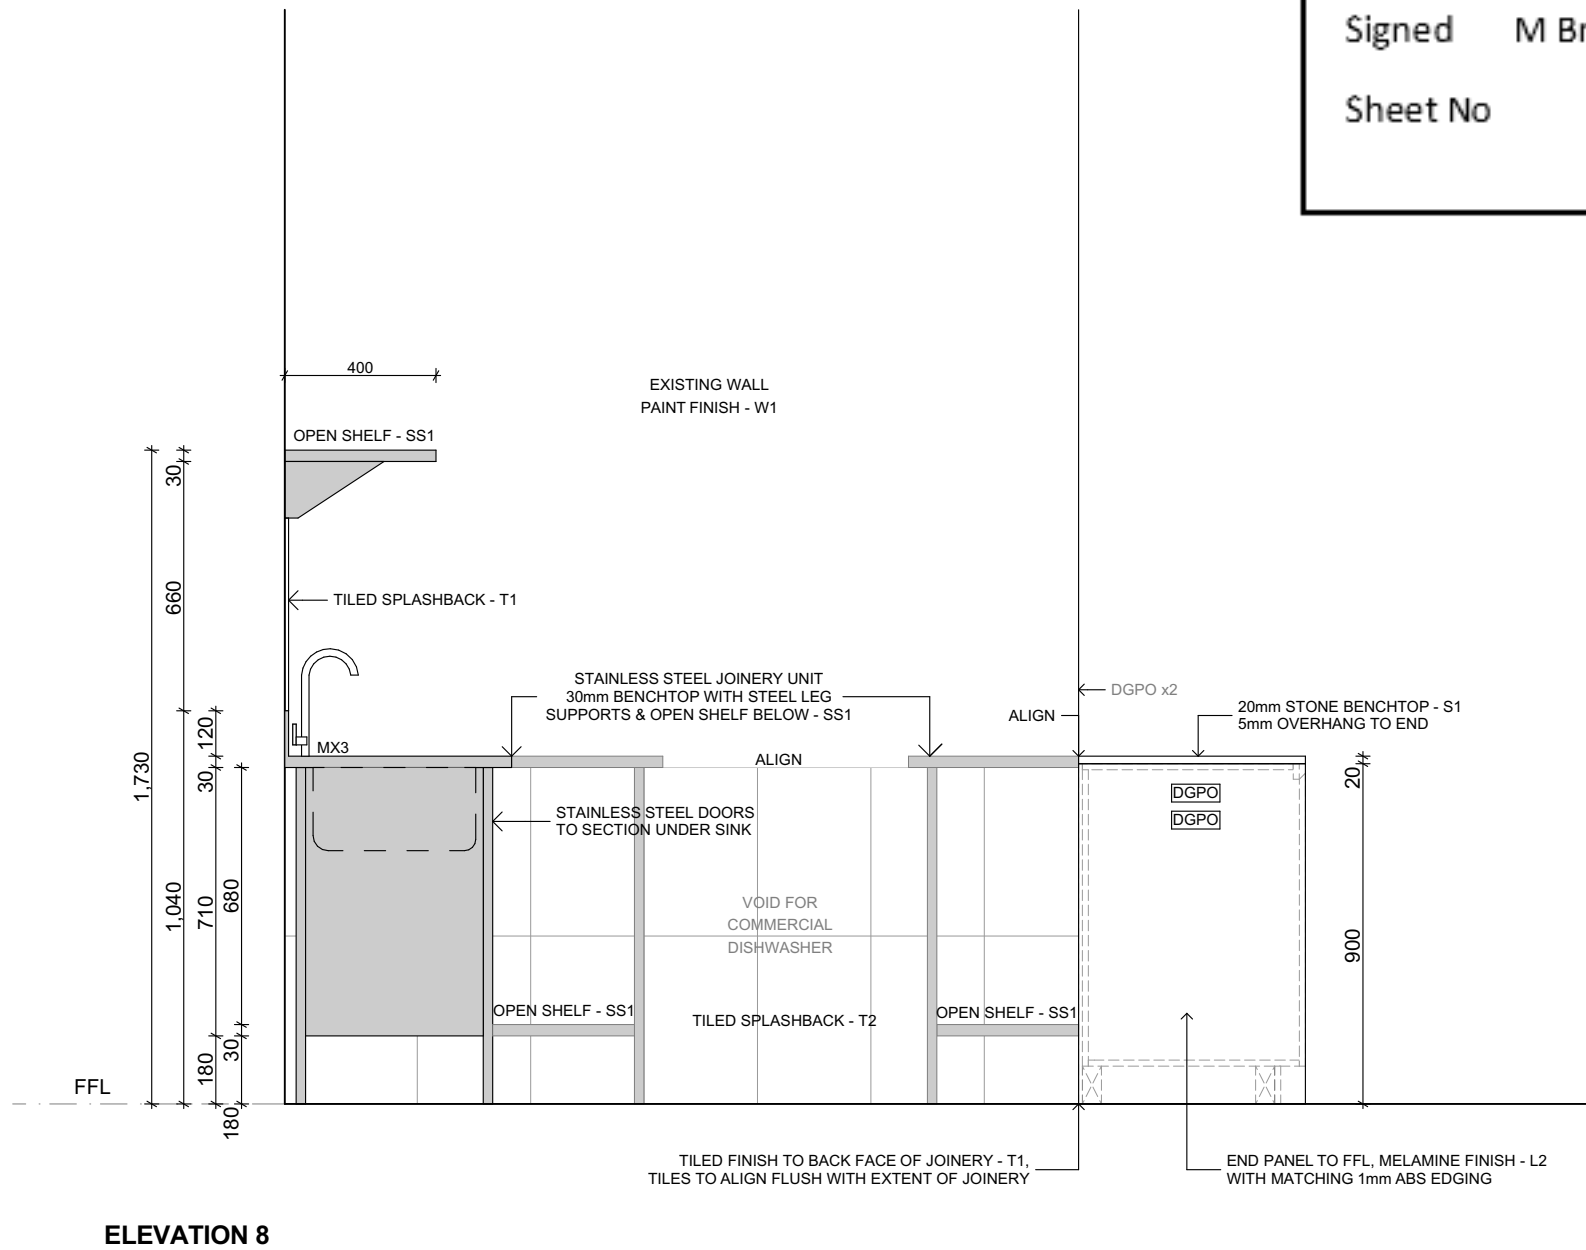 Signed M Br
Sheet No
400
EXISTING WALL
PAINT FINISH - W1
OPEN SHELF - SS1
30
660
TILED SPLASHBACK - T1
STAINLESS STEEL JOINERY UNIT
30mm BENCHTOP WITH STEEL LEG
SUPPORTS & OPEN SHELF BELOW - SS1
DGPO x2
ALIGN
20mm STONE BENCHTOP - S1
5mm OVERHANG TO END
120
MX3
ALIGN
1,730
30
20
DGPO
DGPO
STAINLESS STEEL DOORS
TO SECTION UNDER SINK
1,040
710
680
VOID FOR
COMMERCIAL
DISHWASHER
900
OPEN SHELF - SS1
TILED SPLASHBACK - T2
OPEN SHELF - SS1
180
30
180
FFL
TILED FINISH TO BACK FACE OF JOINERY - T1,
TILES TO ALIGN FLUSH WITH EXTENT OF JOINERY
END PANEL TO FFL, MELAMINE FINISH - L2
WITH MATCHING 1mm ABS EDGING
ELEVATION 8